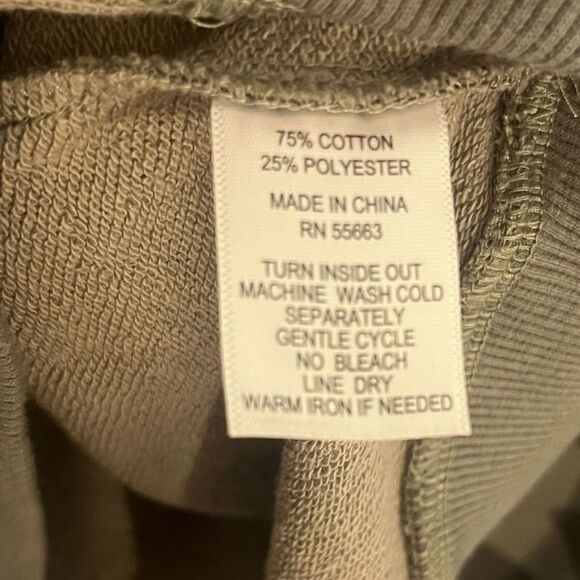 75% COTTON
25% POLYESTER
MADE IN CHINA
RN 55663
TURN INSIDE OUT
MACHINE WASH COLD
SEPARATELY
GENTLE CYCLE
NO BLEACH
LINE DRY
WARM IRON IF NEEDED